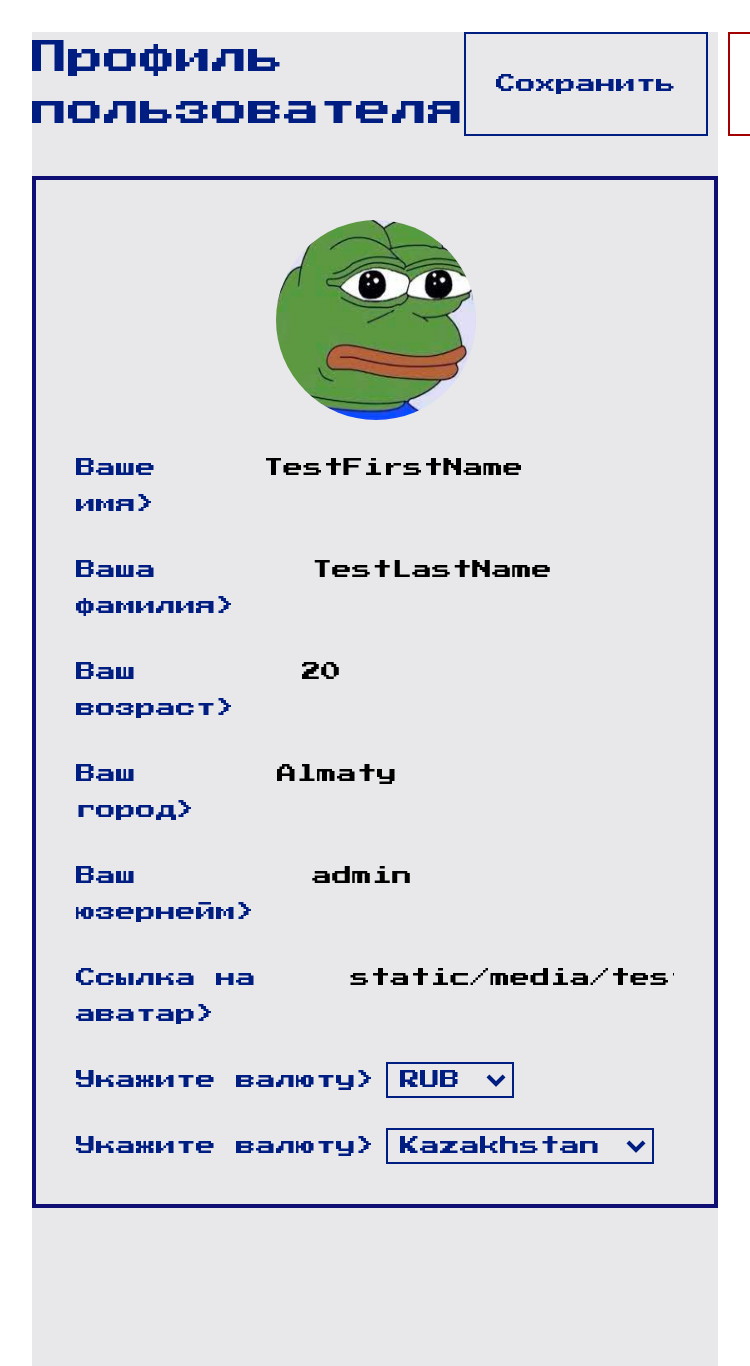 Профиль
пользователя
Сохранить
Ваше
имя>
TestFirstName
Ваша
фамилия>
TestLastName
Ваш
возраст>
20
Ваш
город>
Almaty
Ваш
юзернейм>
admin
Ссылка на
аватар>
static/media/tes
Укажите валюту> RUB
Укажите валюту> Kazakhstan